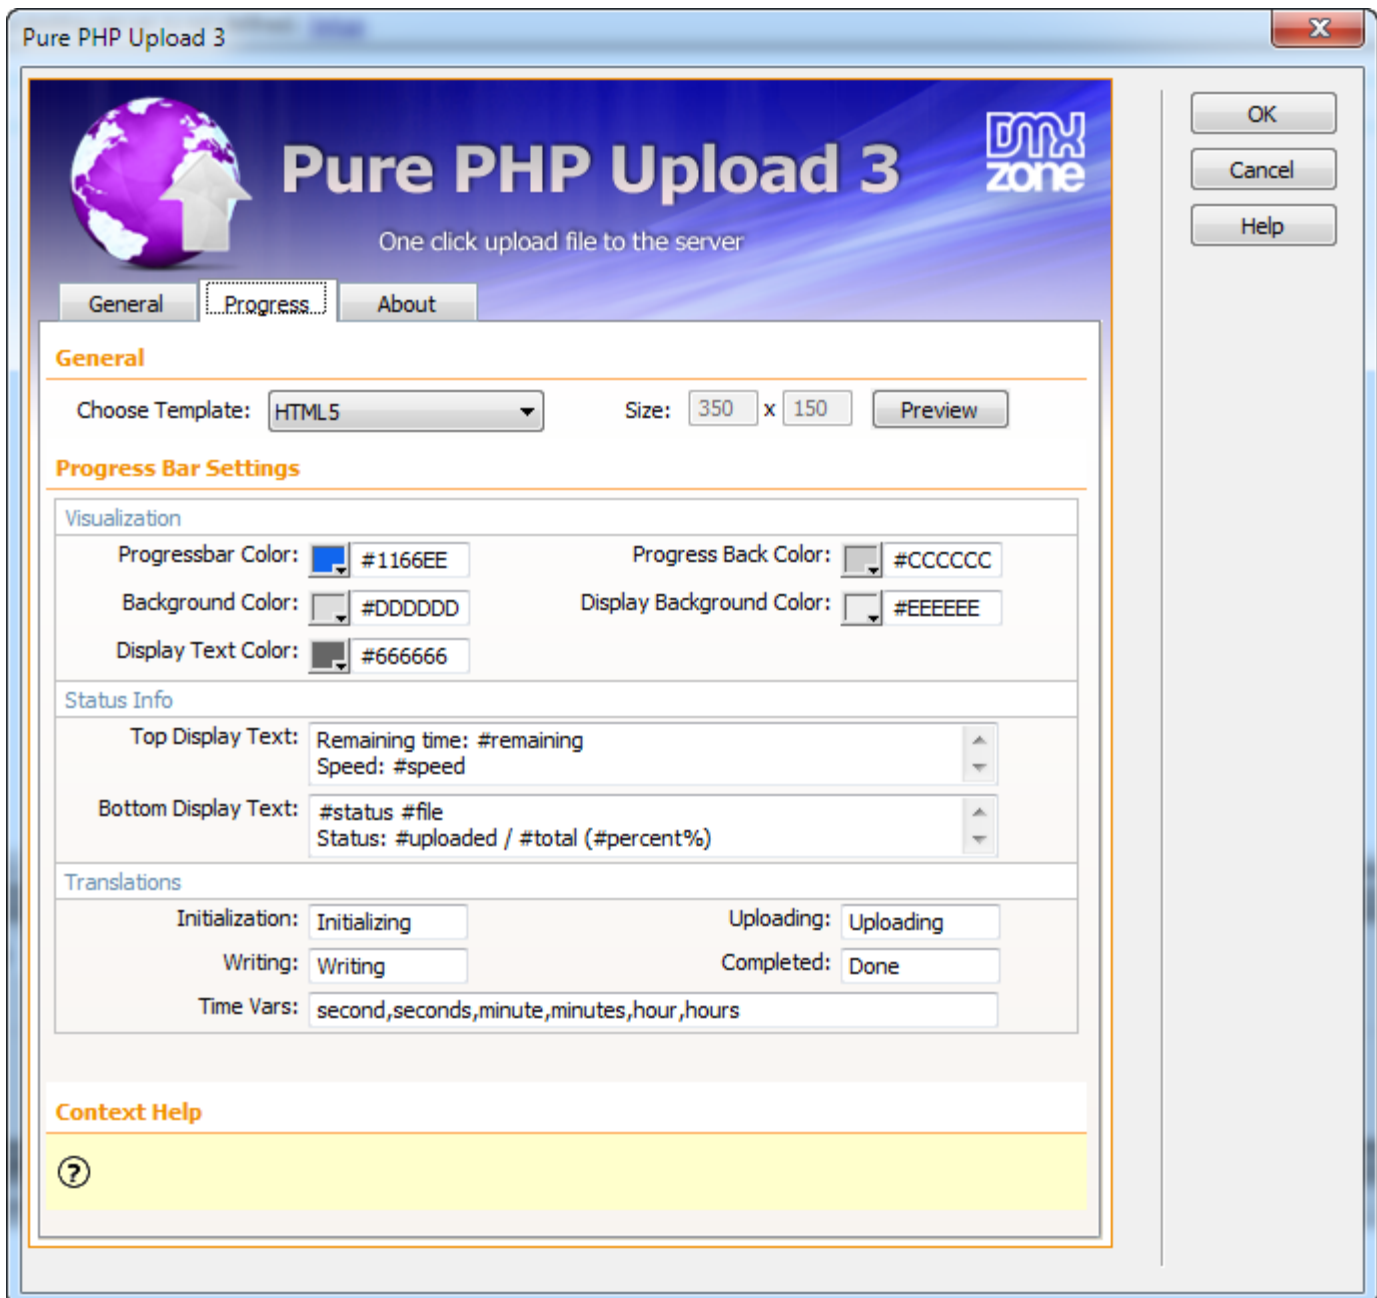 Pure PHP Upload 3
x
OK
Cancel
Help
DMX
zone
Pure PHP Upload 3
One click upload file to the server
General Progress About
General
Choose Template: HTML5 Size: 350 x 150 Preview
Progress Bar Settings
Visualization
Progressbar Color: #1166EE Progress Back Color: #CCCCCC
Background Color: #DDDDDD Display Background Color: #EEEEEE
Display Text Color: #666666
Status Info
Top Display Text: Remaining time: #remaining
Speed: #speed
Bottom Display Text: #status #file
Status: #uploaded / #total (#percent%)
Translations
Initialization: Initializing Uploading: Uploading
Writing: Writing Completed: Done
Time Vars: second,seconds,minute,minutes,hour,hours
Context Help
?